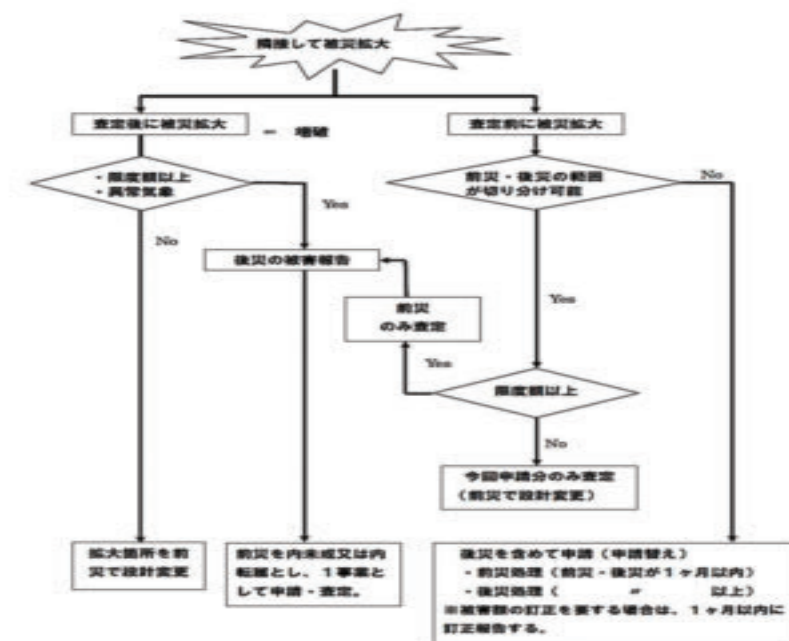 隣接して被災拡大
査定後に被災拡大
＝ 増破
査定前に被災拡大
・限度額以上
・異常気象
前災・後災の範囲
が切り分け可能
No
Yes
No
後災の被害報告
Yes
前災
のみ査定
Yes
限度額以上
No
今回申請分のみ査定
（前災で設計変更）
拡大箇所を前
災で設計変更
前災を内未成又は内
転属とし、１事業と
して申請・査定。
後災を含めて申請（申請替え）
・前災処理（前災・後災が１ヶ月以内）
・後災処理（　〃　以上）
※被害額の訂正を要する場合は、１ヶ月以内に
訂正報告する。